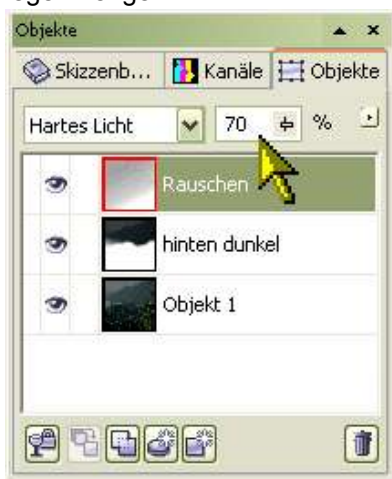 Objekte
Skizzenb... Kanäle Objekte
Hartes Licht 70 %
Rauschen
hinten dunkel
Objekt 1